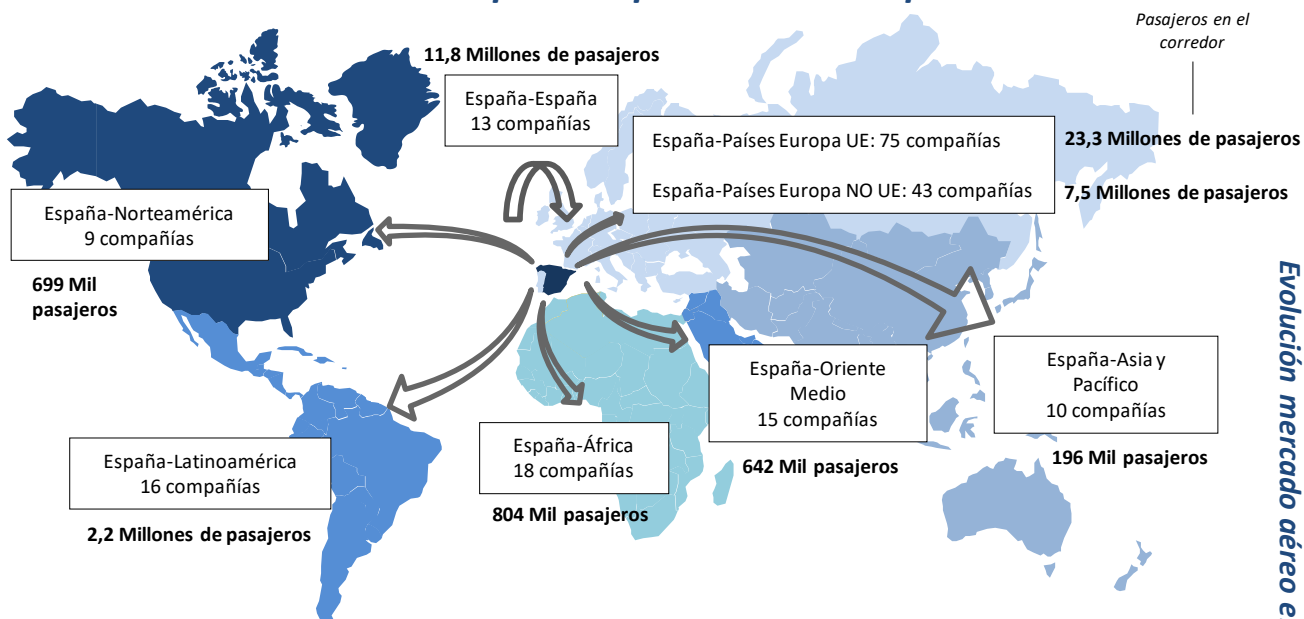 Pasajeros en el
corredor
11,8 Millones de pasajeros
España-España
13 compañías
España-Países Europa UE: 75 compañías
23,3 Millones de pasajeros
España-Países Europa NO UE: 43 compañías
7,5 Millones de pasajeros
España-Norteamérica
9 compañías
699 Mil
pasajeros
España-Oriente
Medio
15 compañías
642 Mil pasajeros
España-Asia y
Pacífico
10 compañías
196 Mil pasajeros
España-África
18 compañías
804 Mil pasajeros
España-Latinoamérica
16 compañías
2,2 Millones de pasajeros
Evolución mercado aéreo e